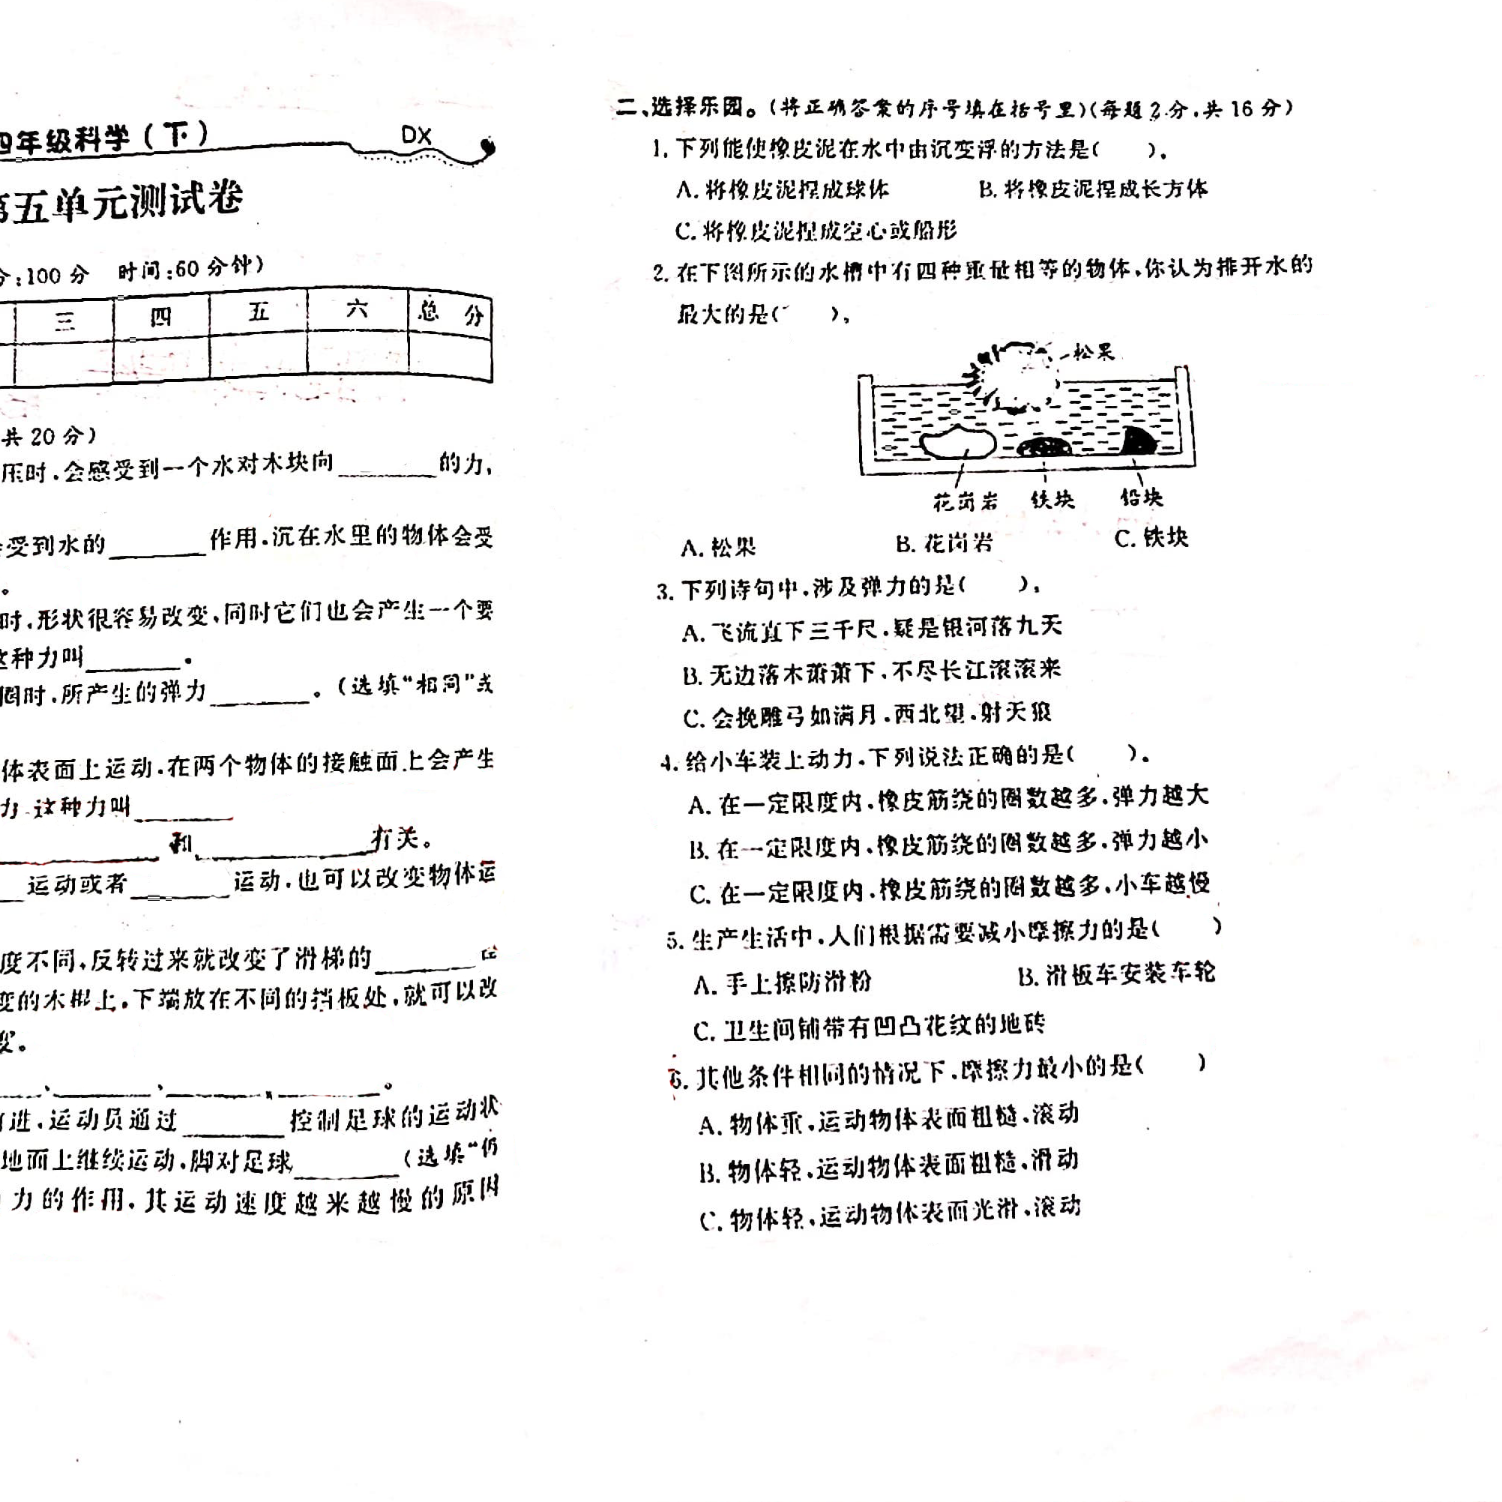 四年级科学(下) DX
第五单元测试卷
分:100分 时间:60分钟)
三 四 五 六 总分
共20分)
压时,会感受到一个水对木块向________的力,
受到水的________作用,沉在水里的物体会受
。
时,形状很容易改变,同时它们也会产生一个要
这种力叫________。
圈时,所产生的弹力________。(选填“相同”或
体表面上运动,在两个物体的接触面上会产生
力,这种力叫________
________和________有关。
____运动或者________运动,也可以改变物体运
度不同,反转过来就改变了滑梯的________
度的木棍上,下端放在不同的挡板处,就可以改
变。
________、________、________、________。
前进,运动员通过________控制足球的运动状
地面上继续运动,脚对足球________(选填“仍
力的作用,其运动速度越来越慢的原因
二、选择乐园。(将正确答案的序号填在括号里)(每题2分,共16分)
1.下列能使橡皮泥在水中由沉变浮的方法是( )。
A.将橡皮泥捏成球体 B.将橡皮泥捏成长方体
C.将橡皮泥捏成空心或船形
2.在下图所示的水槽中有四种重量相等的物体,你认为排开水的
最大的是( )。
松果
花岗岩 铁块 铅块
A.松果 B.花岗岩 C.铁块
3.下列诗句中,涉及弹力的是( )。
A.飞流直下三千尺,疑是银河落九天
B.无边落木萧萧下,不尽长江滚滚来
C.会挽雕弓如满月,西北望,射天狼
4.给小车装上动力,下列说法正确的是( )。
A.在一定限度内,橡皮筋绕的圈数越多,弹力越大
B.在一定限度内,橡皮筋绕的圈数越多,弹力越小
C.在一定限度内,橡皮筋绕的圈数越多,小车越慢
5.生产生活中,人们根据需要减小摩擦力的是( )
A.手上擦防滑粉 B.滑板车安装车轮
C.卫生间铺带有凹凸花纹的地砖
6.其他条件相同的情况下,摩擦力最小的是( )
A.物体重,运动物体表面粗糙,滚动
B.物体轻,运动物体表面粗糙,滑动
C.物体轻,运动物体表面光滑,滚动